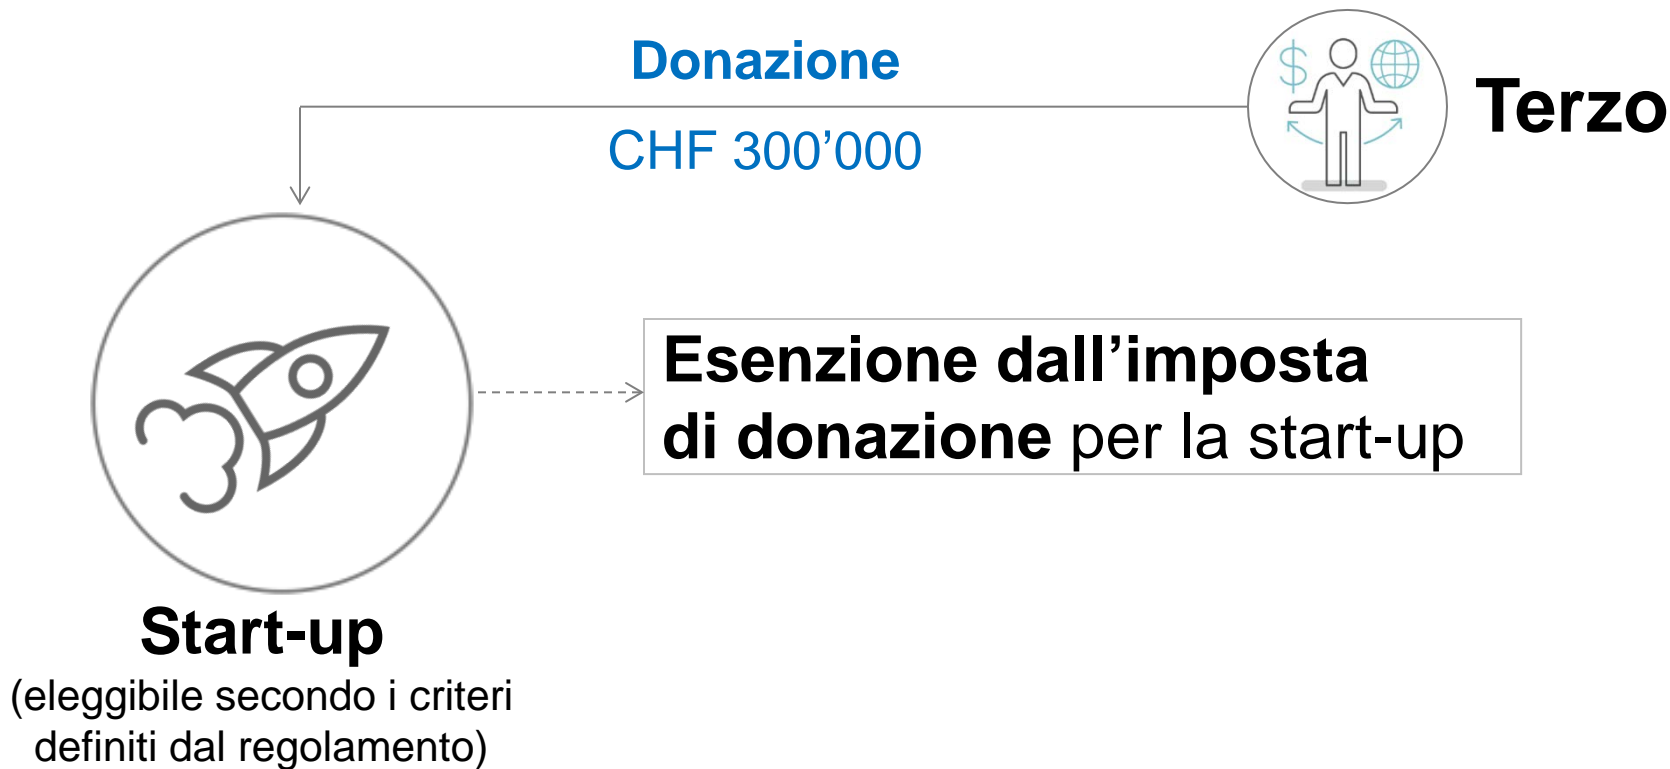 Donazione
CHF 300’000
Terzo
Esenzione dall’imposta
di donazione per la start-up
Start-up
(eleggibile secondo i criteri
definiti dal regolamento)